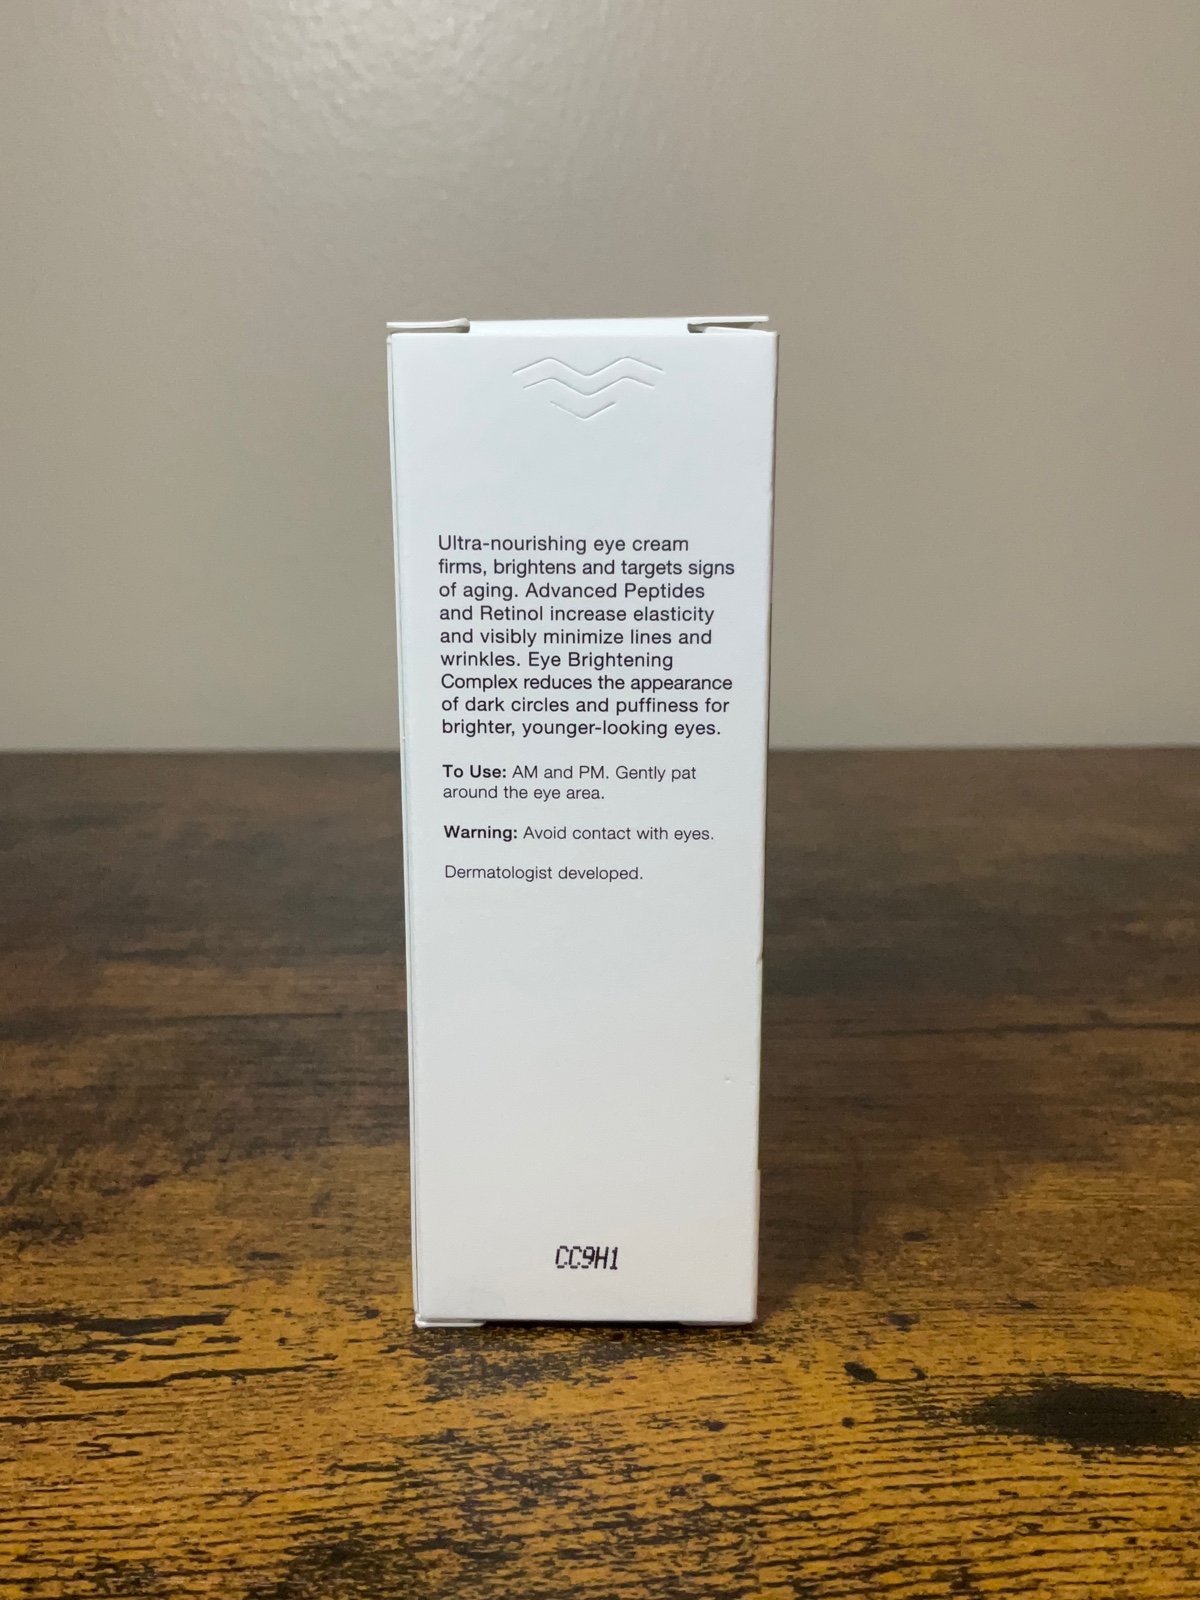 Ultra-nourishing eye cream
firms, brightens and targets signs
of aging. Advanced Peptides
and Retinol increase elasticity
and visibly minimize lines and
wrinkles. Eye Brightening
Complex reduces the appearance
of dark circles and puffiness for
brighter, younger-looking eyes.
To Use: AM and PM. Gently pat
around the eye area.
Warning: Avoid contact with eyes.
Dermatologist developed.
CC9H1